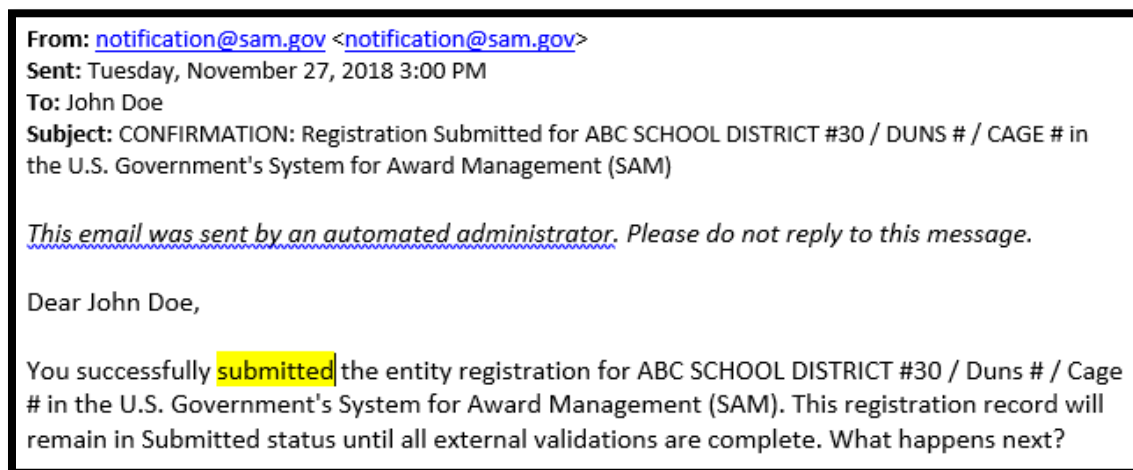 From: notification@sam.gov <notification@sam.gov>
Sent: Tuesday, November 27, 2018 3:00 PM
To: John Doe
Subject: CONFIRMATION: Registration Submitted for ABC SCHOOL DISTRICT #30 / DUNS # / CAGE # in
the U.S. Government's System for Award Management (SAM)
This email was sent by an automated administrator. Please do not reply to this message.
Dear John Doe,
You successfully submitted the entity registration for ABC SCHOOL DISTRICT #30 / Duns # / Cage
# in the U.S. Government's System for Award Management (SAM). This registration record will
remain in Submitted status until all external validations are complete. What happens next?